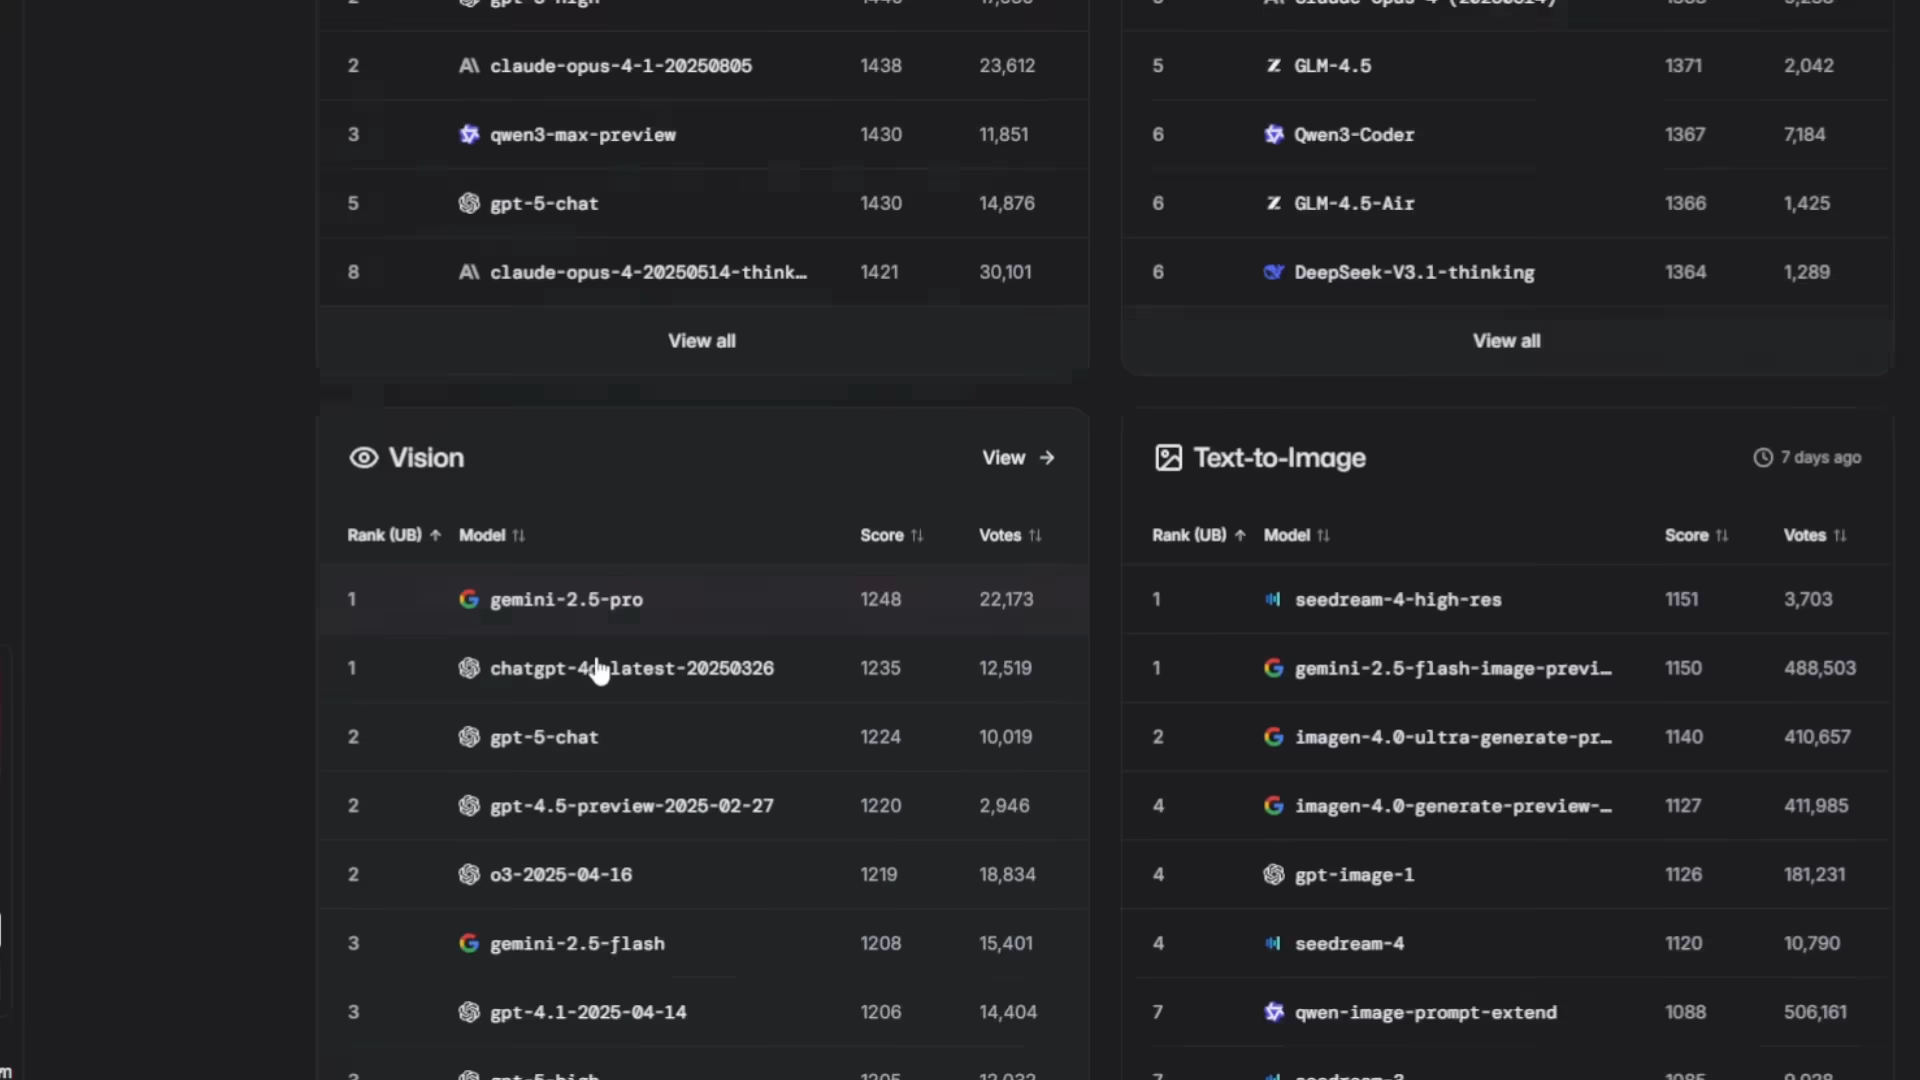 2 claude-opus-4-1-20250805 1438 23,612
3 qwen3-max-preview 1430 11,851
5 gpt-5-chat 1430 14,876
8 claude-opus-4-20250514-think… 1421 30,101
View all
5 GLM-4.5 1371 2,042
6 Qwen3-Coder 1367 7,184
6 GLM-4.5-Air 1366 1,425
6 DeepSeek-V3.1-thinking 1364 1,289
View all
Vision View →
Rank (UB) ↑ Model ↑↓ Score ↑↓ Votes ↑↓
1 gemini-2.5-pro 1248 22,173
1 chatgpt-4o-latest-20250326 1235 12,519
2 gpt-5-chat 1224 10,019
2 gpt-4.5-preview-2025-02-27 1220 2,946
2 o3-2025-04-16 1219 18,834
3 gemini-2.5-flash 1208 15,401
3 gpt-4.1-2025-04-14 1206 14,404
Text-to-Image 7 days ago
Rank (UB) ↑ Model ↑↓ Score ↑↓ Votes ↑↓
1 seedream-4-high-res 1151 3,703
1 gemini-2.5-flash-image-previ… 1150 488,503
2 imagen-4.0-ultra-generate-pr… 1140 410,657
4 imagen-4.0-generate-preview-… 1127 411,985
4 gpt-image-1 1126 181,231
4 seedream-4 1120 10,790
7 qwen-image-prompt-extend 1088 506,161